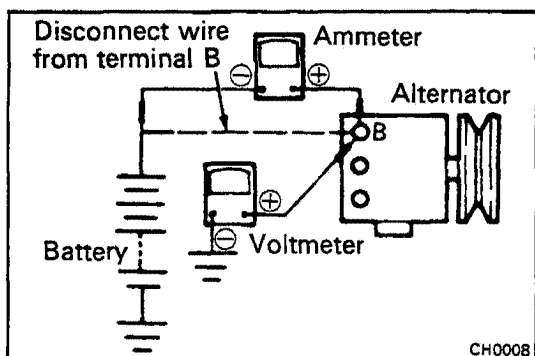 Disconnect wire
from terminal B
Ammeter
⊖ ⊕
Alternator
B
⊕
Battery
⊖
Voltmeter
CH0008